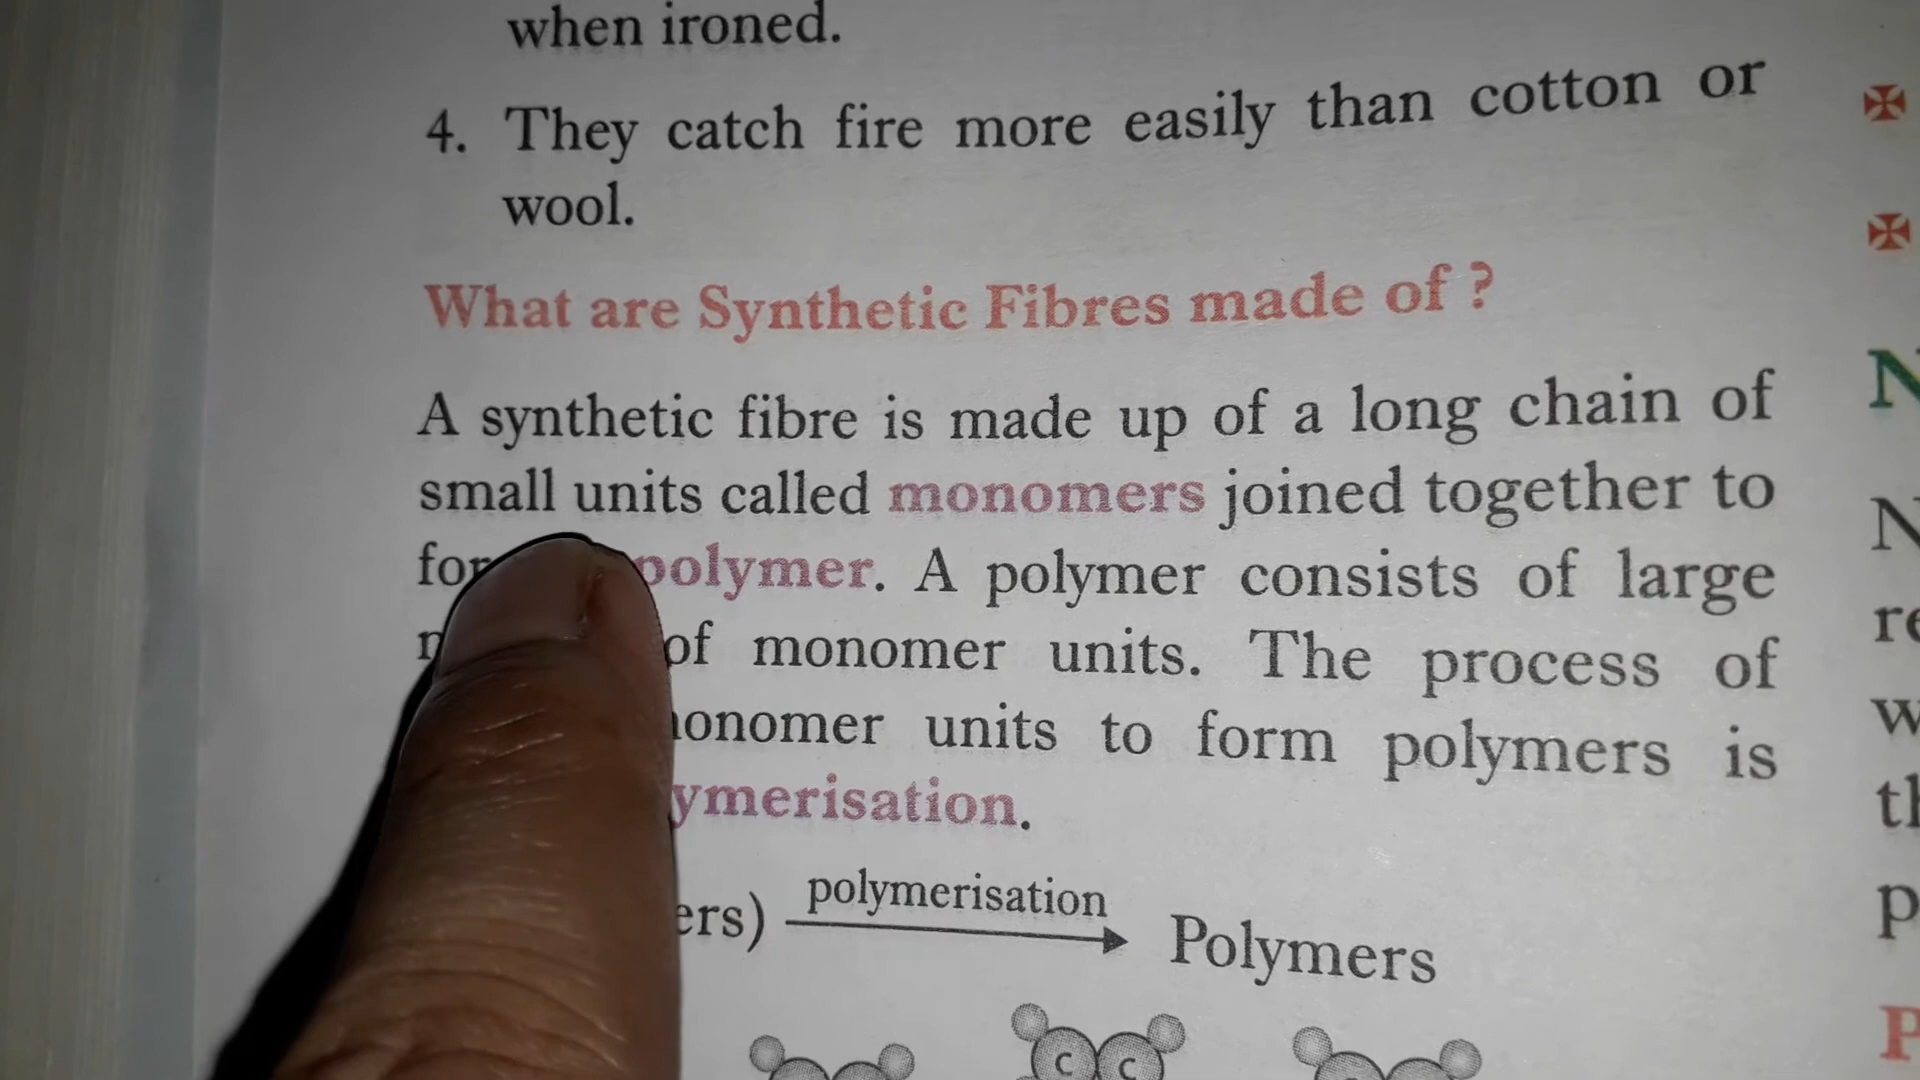 when ironed.
4. They catch fire more easily than cotton or
wool.
What are Synthetic Fibres made of ?
A synthetic fibre is made up of a long chain of
small units called monomers joined together to
polymer. A polymer consists of large
of monomer units. The process of
onomer units to form polymers is
ymerisation.
ers) polymerisation Polymers
C C